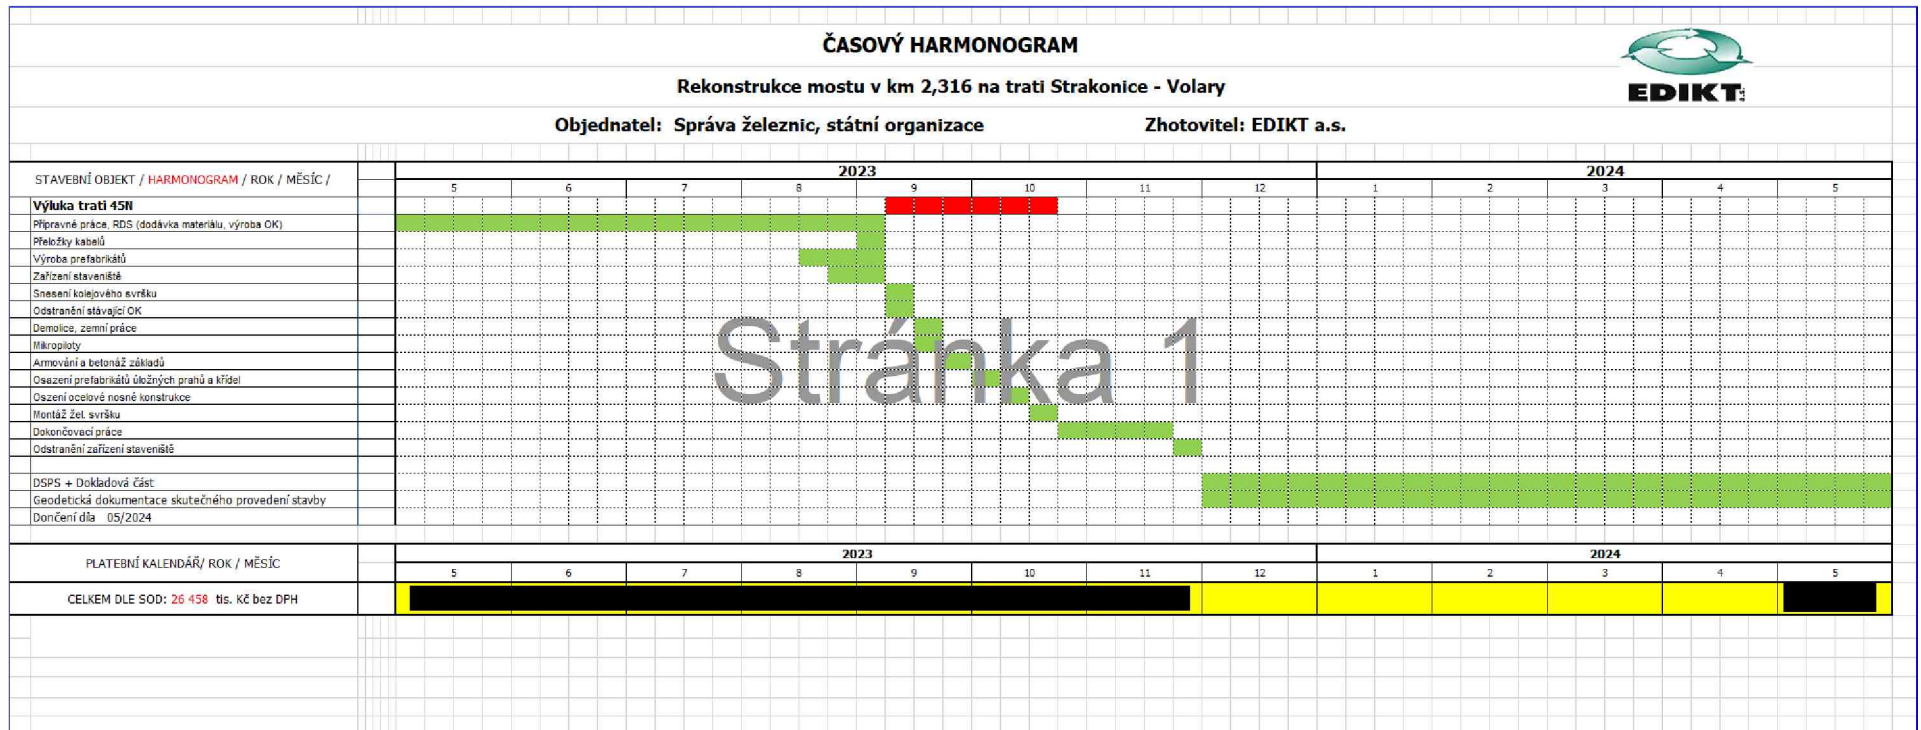 ČASOVÝ HARMONOGRAM
Rekonstrukce mostu v km 2,316 na trati Strakonice - Volary
EDIKT
Objednatel: Správa železnic, státní organizace Zhotovitel: EDIKT a.s.
2023 2024
STAVEBNÍ OBJEKT / HARMONOGRAM / ROK / MĚSÍC /
5 6 7 8 9 10 11 12 1 2 3 4 5
Výluka trati 45N
Přípravné práce, RDS (dodávka materiálu, výroba OK)
Přeložky kabelů
Výroba prefabrikátů
Zařízení staveniště
Snesení kolejového svršku
Odstranění stávající OK
Demolice, zemní práce
Mikropiloty
Armování a betonáž základů
Osazení prefabrikátů úložných prahů a křídel
Oszení ocelové nosné konstrukce
Montáž žel. svršku
Dokončovací práce
Odstranění zařízení staveniště
Stránka 1
DSPS + Dokladová část
Geodetická dokumentace skutečného provedení stavby
Dončení díla 05/2024
2023 2024
PLATEBNÍ KALENDÁŘ/ ROK / MĚSÍC
5 6 7 8 9 10 11 12 1 2 3 4 5
CELKEM DLE SOD: 26 458 tis. Kč bez DPH